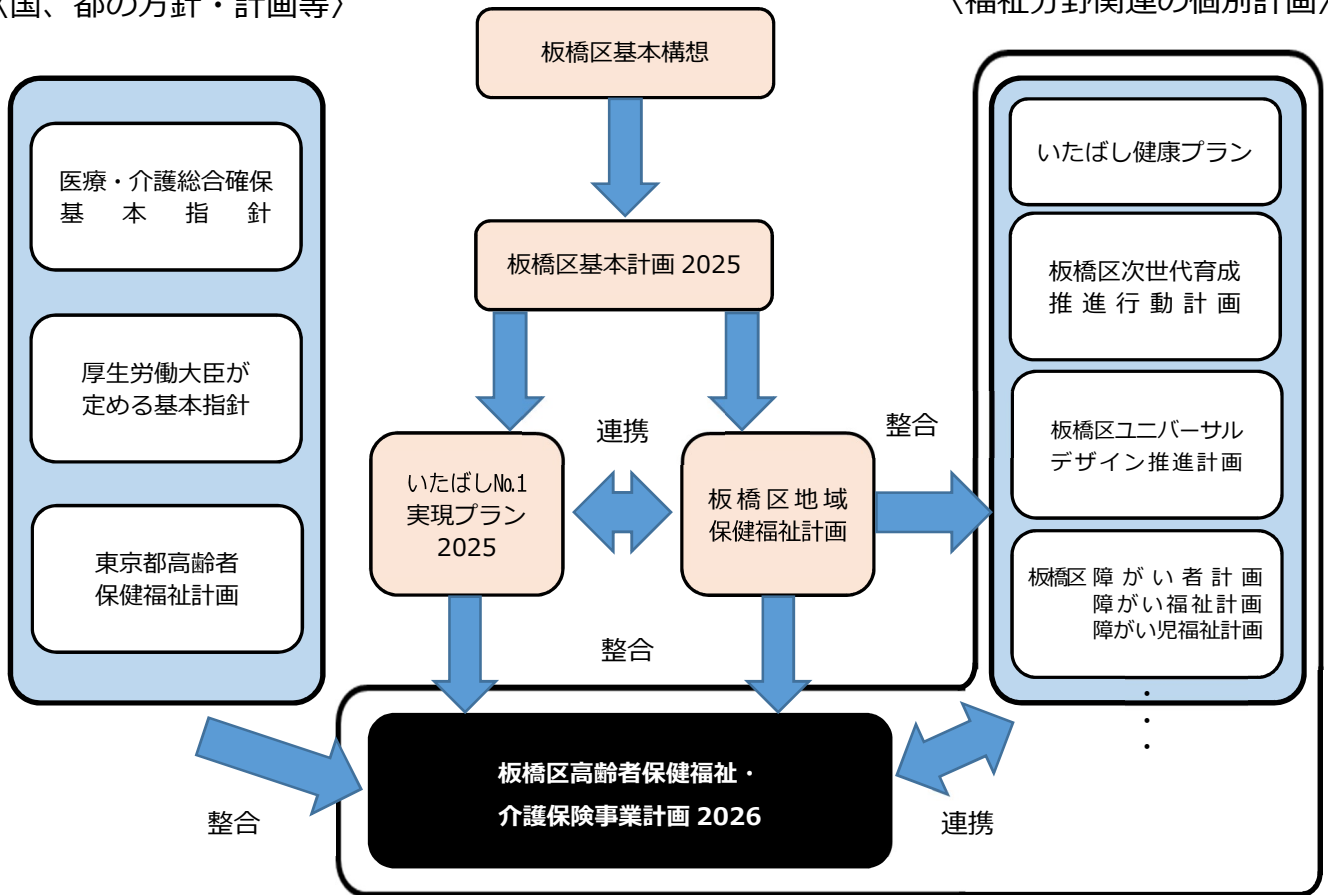 〈国、都の方針・計画等〉
〈福祉分野関連の個別計画〉
板橋区基本構想
医療・介護総合確保
基本指針
厚生労働大臣が
定める基本指針
東京都高齢者
保健福祉計画
板橋区基本計画 2025
連携
整合
いたばし№1
実現プラン
2025
板橋区地域
保健福祉計画
整合
いたばし健康プラン
板橋区次世代育成
推進行動計画
板橋区ユニバーサル
デザイン推進計画
板橋区 障がい者計画
障がい福祉計画
障がい児福祉計画
・
・
・
板橋区高齢者保健福祉・
介護保険事業計画 2026
整合
連携